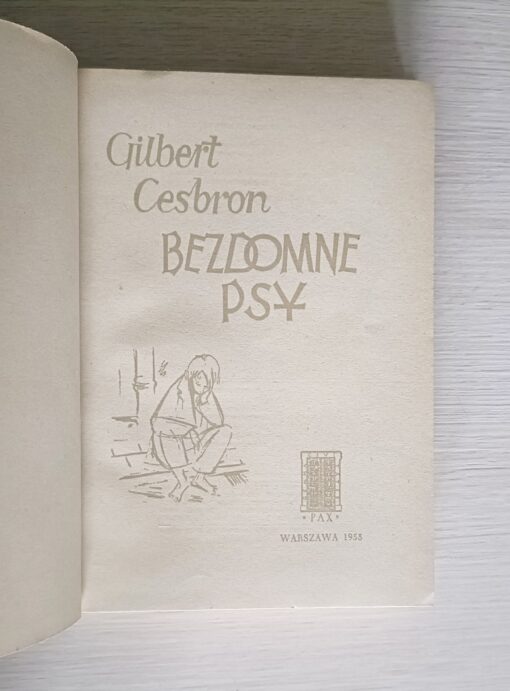 Gilbert
Cesbron
BEZDOMNE
PSY
• PAX •
WARSZAWA 1958